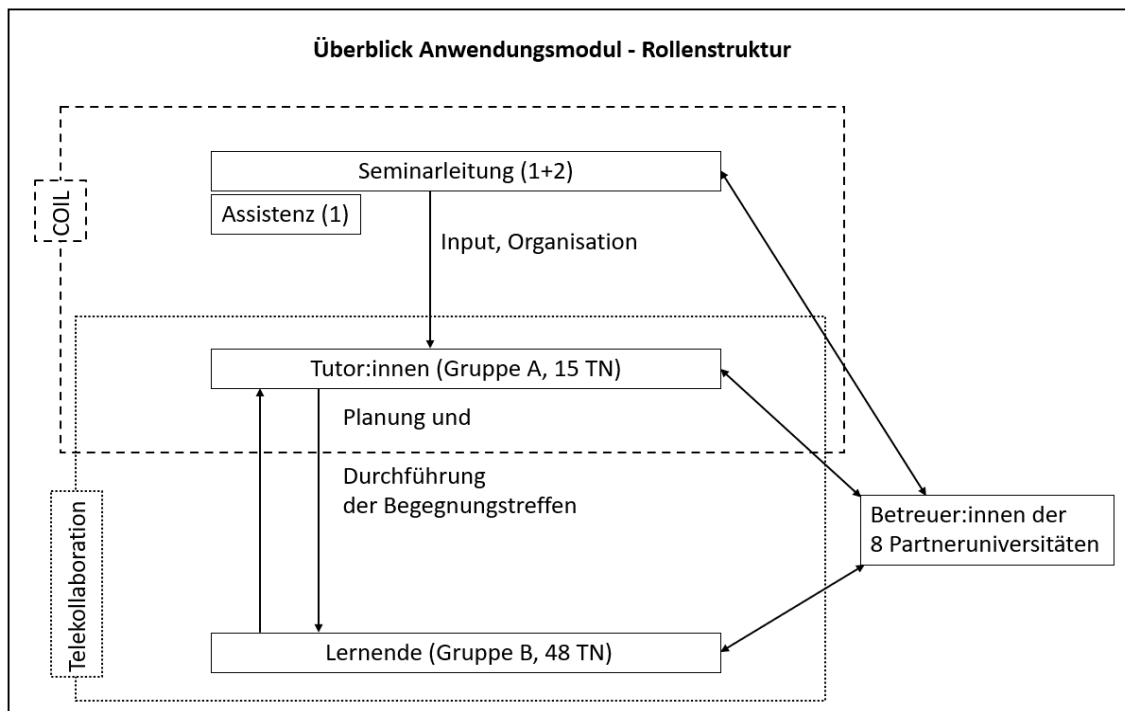 Überblick Anwendungsmodul - Rollenstruktur
COIL
Seminarleitung (1+2)
Assistenz (1)
Input, Organisation
Tutor:innen (Gruppe A, 15 TN)
Planung und
Durchführung
der Begegnungstreffen
Betreuer:innen der
8 Partneruniversitäten
Telekollaboration
Lernende (Gruppe B, 48 TN)